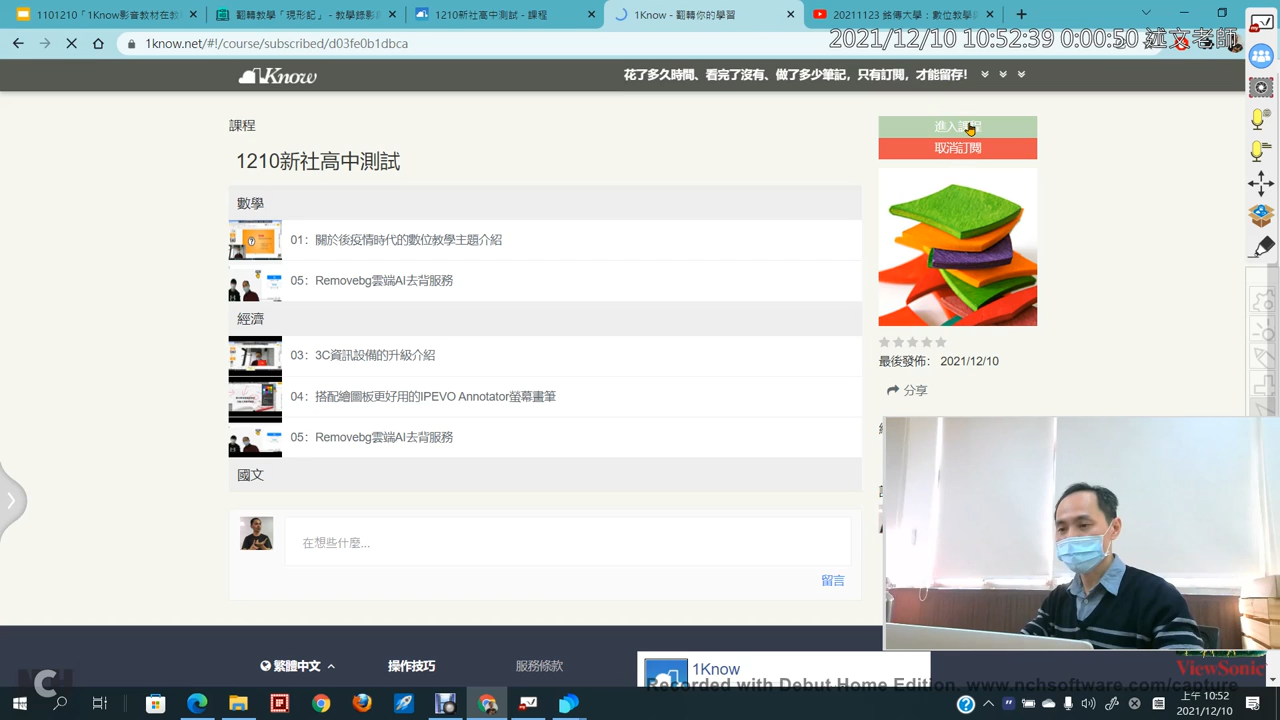 1101210「1Know影音教材在教
翻轉教學「現形記」 - 教學錄影
1210新社高中測試 - 課程
1Know - 翻轉你的學習
20211123 銘傳大學：數位教學
1know.net/#!/course/subscribed/d03fe0b1dbca
2021/12/10 10:52:39 0:00:50 述文老師
1Know
花了多久時間、看完了沒有、做了多少筆記，只有訂閱，才能留存!
課程
進入課程
取消訂閱
1210新社高中測試
數學
01：關於後疫情時代的數位教學主題介紹
05：Removebg雲端AI去背服務
經濟
03：3C資訊設備的升級介紹
04：搭配繪圖板更好用的IPEVO Annotator螢幕畫筆
05：Removebg雲端AI去背服務
國文
最後發佈： 2021/12/10
分享
在想些什麼...
留言
繁體中文
操作技巧
服務條款
1Know
ViewSonic
NCH
Recorded with Debut Home Edition. www.nchsoftware.com/capture
上午 10:52
2021/12/10